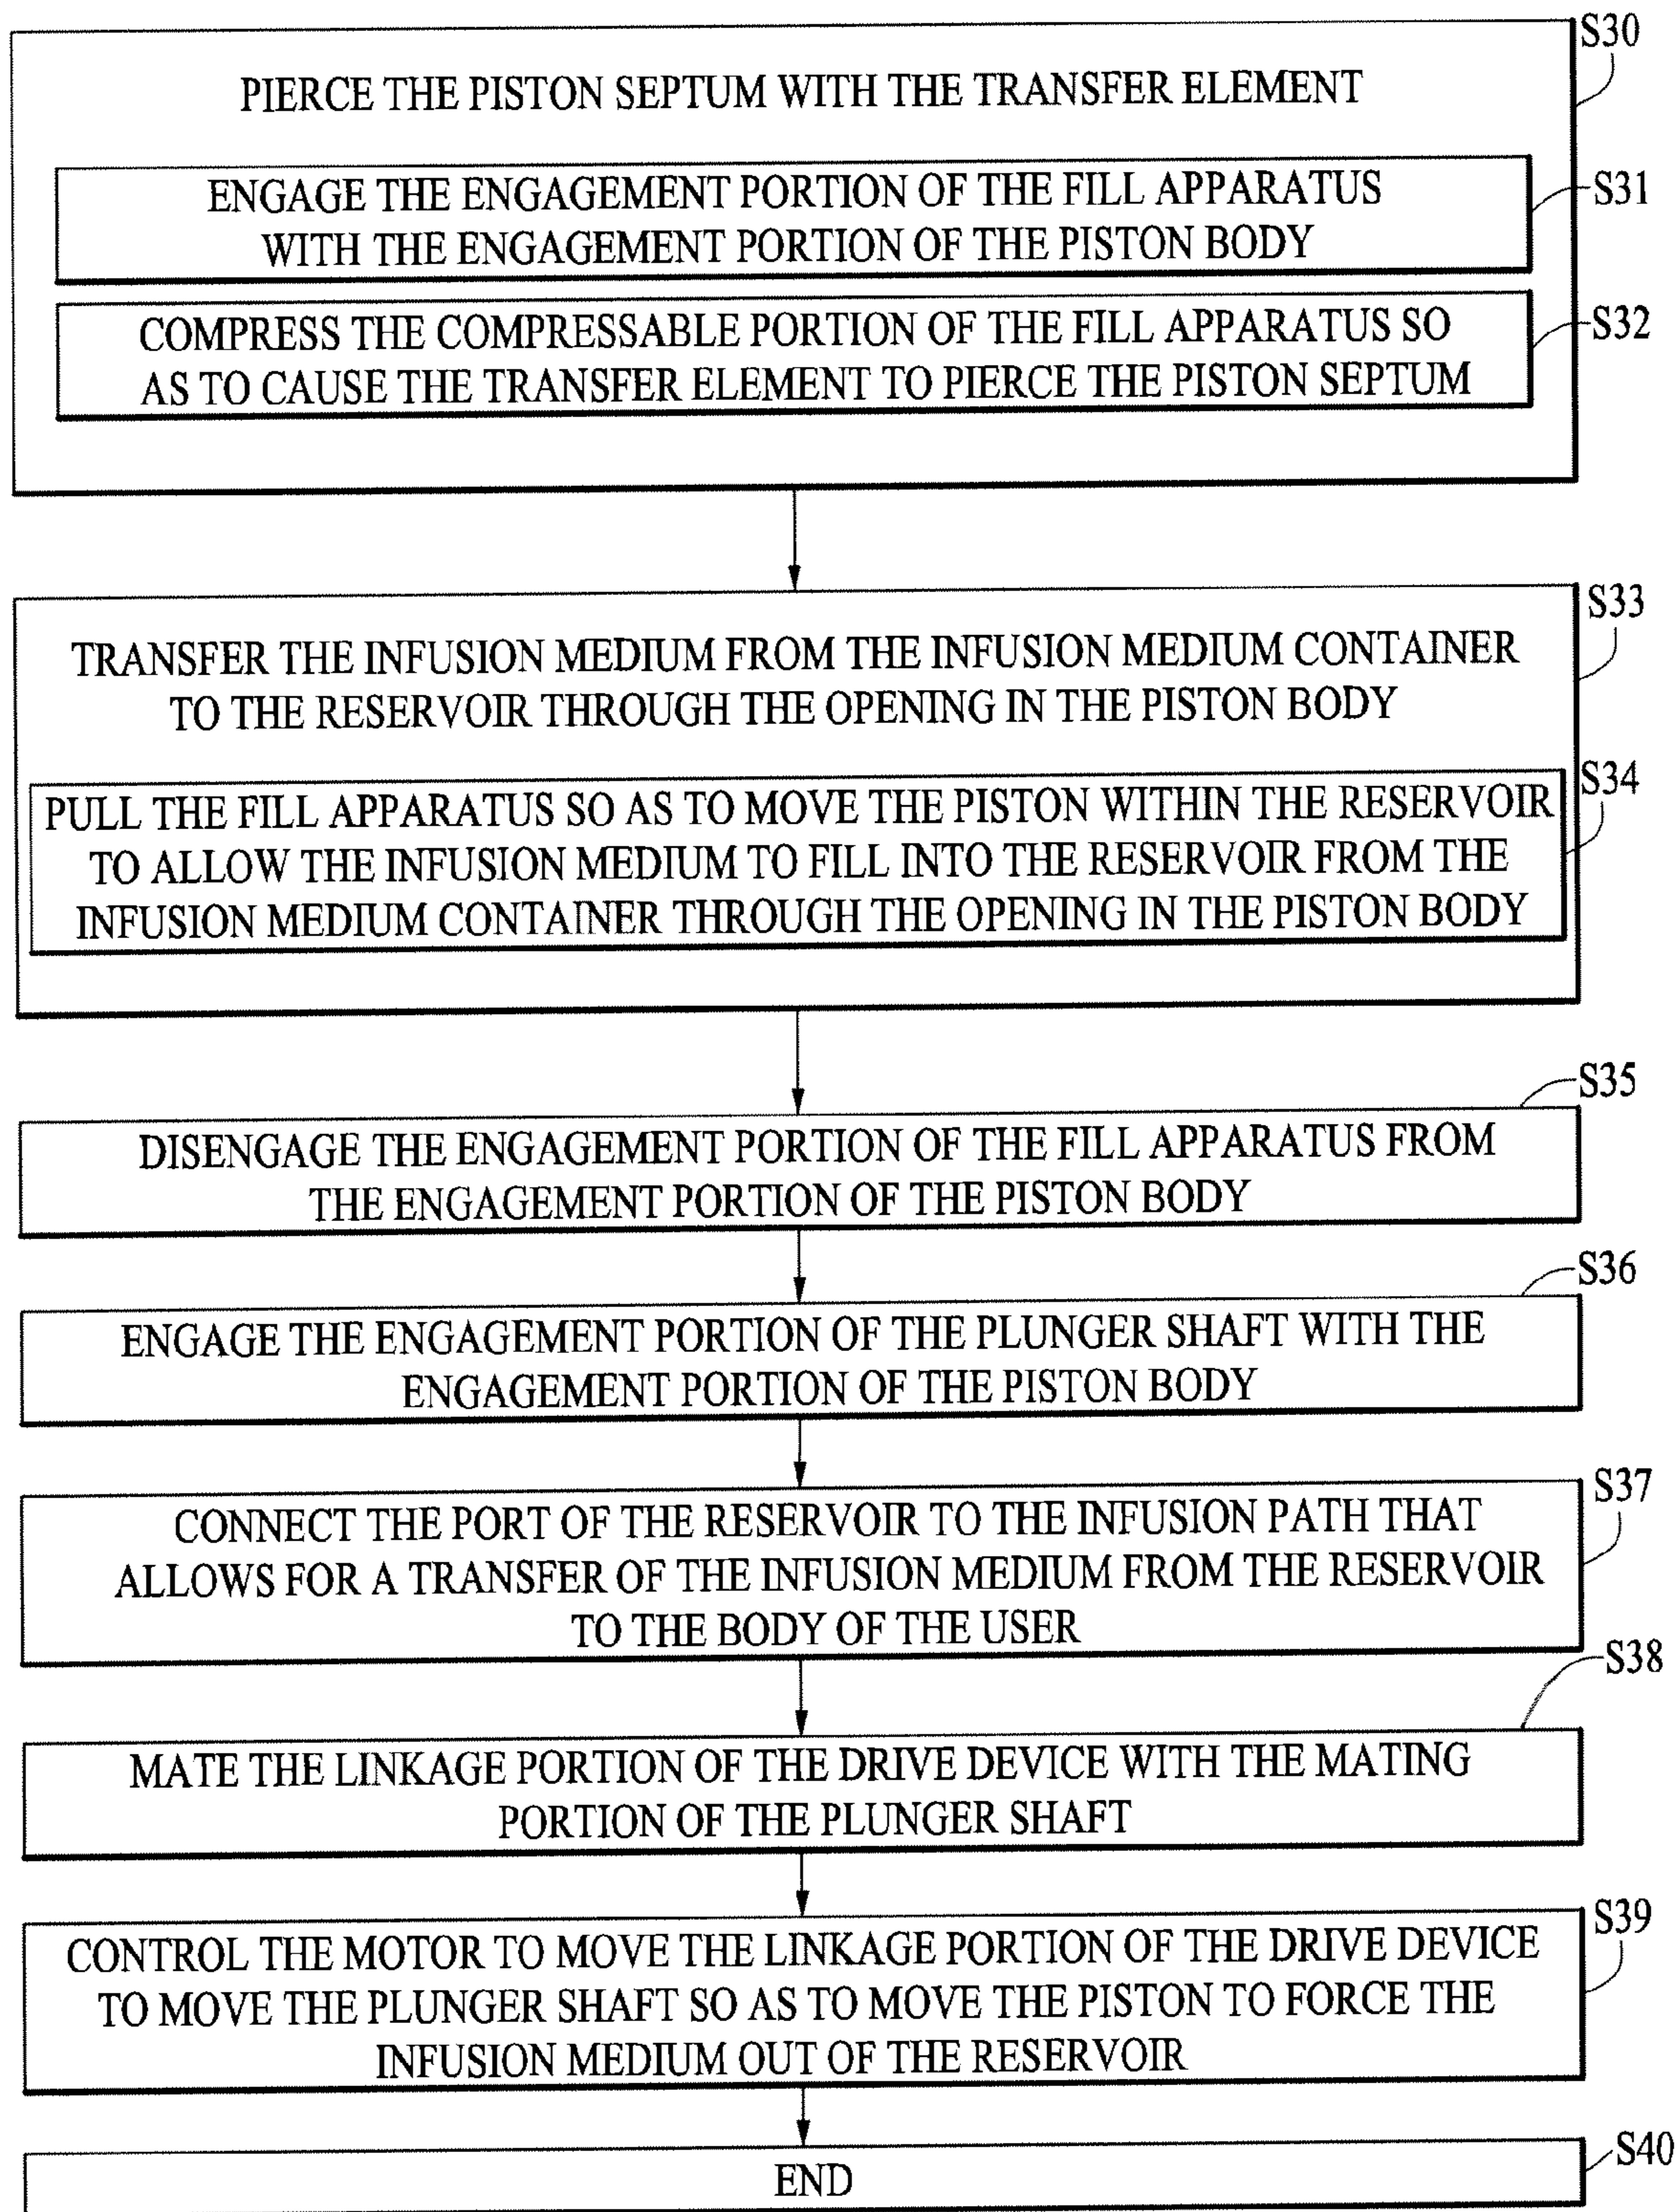 S30
PIERCE THE PISTON SEPTUM WITH THE TRANSFER ELEMENT
ENGAGE THE ENGAGEMENT PORTION OF THE FILL APPARATUS
WITH THE ENGAGEMENT PORTION OF THE PISTON BODY
S31
COMPRESS THE COMPRESSABLE PORTION OF THE FILL APPARATUS SO
AS TO CAUSE THE TRANSFER ELEMENT TO PIERCE THE PISTON SEPTUM
S32
S33
TRANSFER THE INFUSION MEDIUM FROM THE INFUSION MEDIUM CONTAINER
TO THE RESERVOIR THROUGH THE OPENING IN THE PISTON BODY
S34
PULL THE FILL APPARATUS SO AS TO MOVE THE PISTON WITHIN THE RESERVOIR
TO ALLOW THE INFUSION MEDIUM TO FILL INTO THE RESERVOIR FROM THE
INFUSION MEDIUM CONTAINER THROUGH THE OPENING IN THE PISTON BODY
S35
DISENGAGE THE ENGAGEMENT PORTION OF THE FILL APPARATUS FROM
THE ENGAGEMENT PORTION OF THE PISTON BODY
S36
ENGAGE THE ENGAGEMENT PORTION OF THE PLUNGER SHAFT WITH THE
ENGAGEMENT PORTION OF THE PISTON BODY
S37
CONNECT THE PORT OF THE RESERVOIR TO THE INFUSION PATH THAT
ALLOWS FOR A TRANSFER OF THE INFUSION MEDIUM FROM THE RESERVOIR
TO THE BODY OF THE USER
S38
MATE THE LINKAGE PORTION OF THE DRIVE DEVICE WITH THE MATING
PORTION OF THE PLUNGER SHAFT
S39
CONTROL THE MOTOR TO MOVE THE LINKAGE PORTION OF THE DRIVE DEVICE
TO MOVE THE PLUNGER SHAFT SO AS TO MOVE THE PISTON TO FORCE THE
INFUSION MEDIUM OUT OF THE RESERVOIR
S40
END